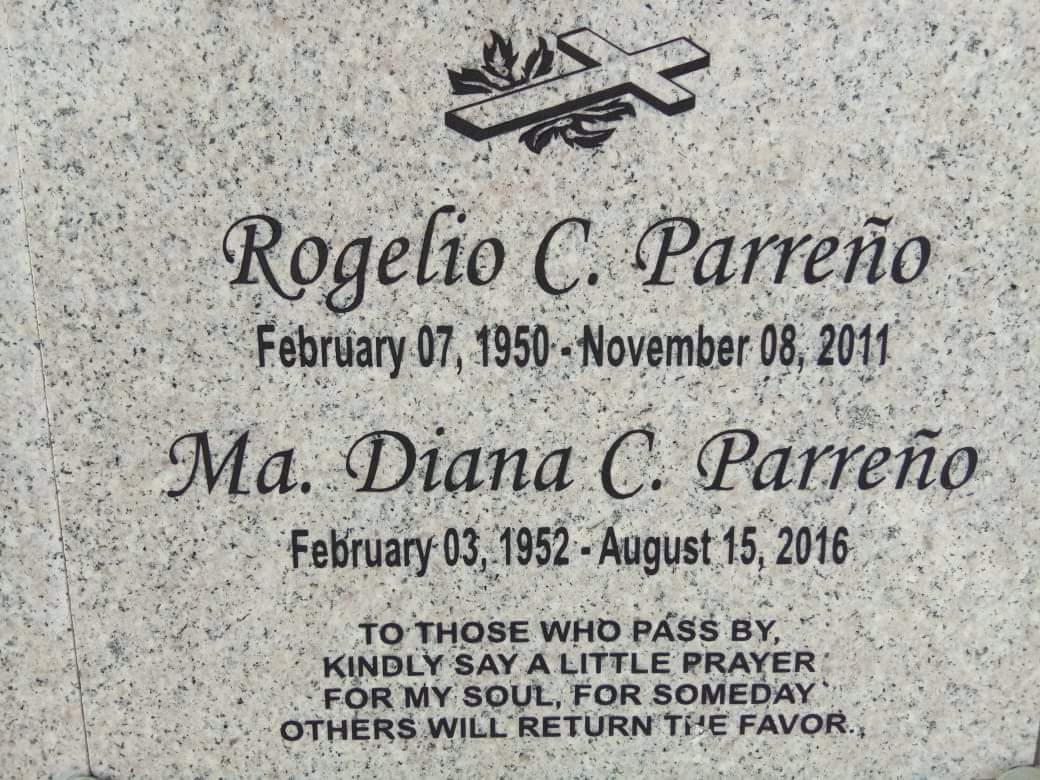 Rogelio C. Parreño
February 07, 1950 - November 08, 2011
Ma. Diana C. Parreño
February 03, 1952 - August 15, 2016
TO THOSE WHO PASS BY,
KINDLY SAY A LITTLE PRAYER
FOR MY SOUL, FOR SOMEDAY
OTHERS WILL RETURN THE FAVOR.,